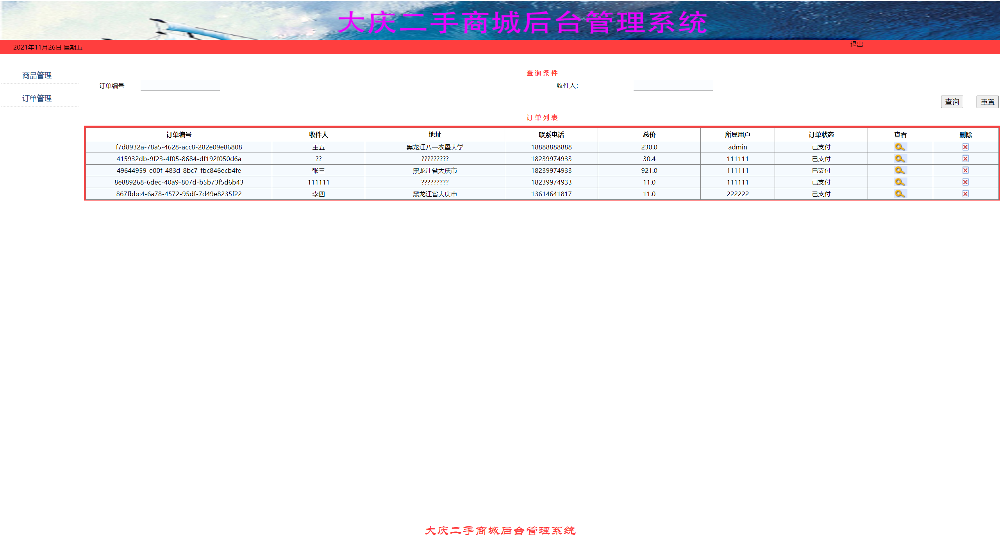 大庆二手商城后台管理系统
2021年11月26日 星期五 退出
商品管理
订单管理
查 询 条 件
订单编号 收件人：
查询 重置
订 单 列 表
订单编号 收件人 地址 联系电话 总价 所属用户 订单状态 查看 删除
f7d8932a-78a5-4628-acc8-282e09e86808 王五 黑龙江八一农垦大学 18888888888 230.0 admin 已支付
415932db-9f23-4f05-8684-df192f050d6a ?? ????????? 18239974933 30.4 111111 已支付
49644959-e00f-483d-8bc7-fbc846ecb4fe 张三 黑龙江省大庆市 18239974933 921.0 111111 已支付
8e889268-6dec-40a9-807d-b5b73f5d6b43 111111 ????????? 18239974933 11.0 111111 已支付
867fbbc4-6a78-4572-95df-7d49e8235f22 李四 黑龙江省大庆市 13614641817 11.0 222222 已支付
大庆二手商城后台管理系统